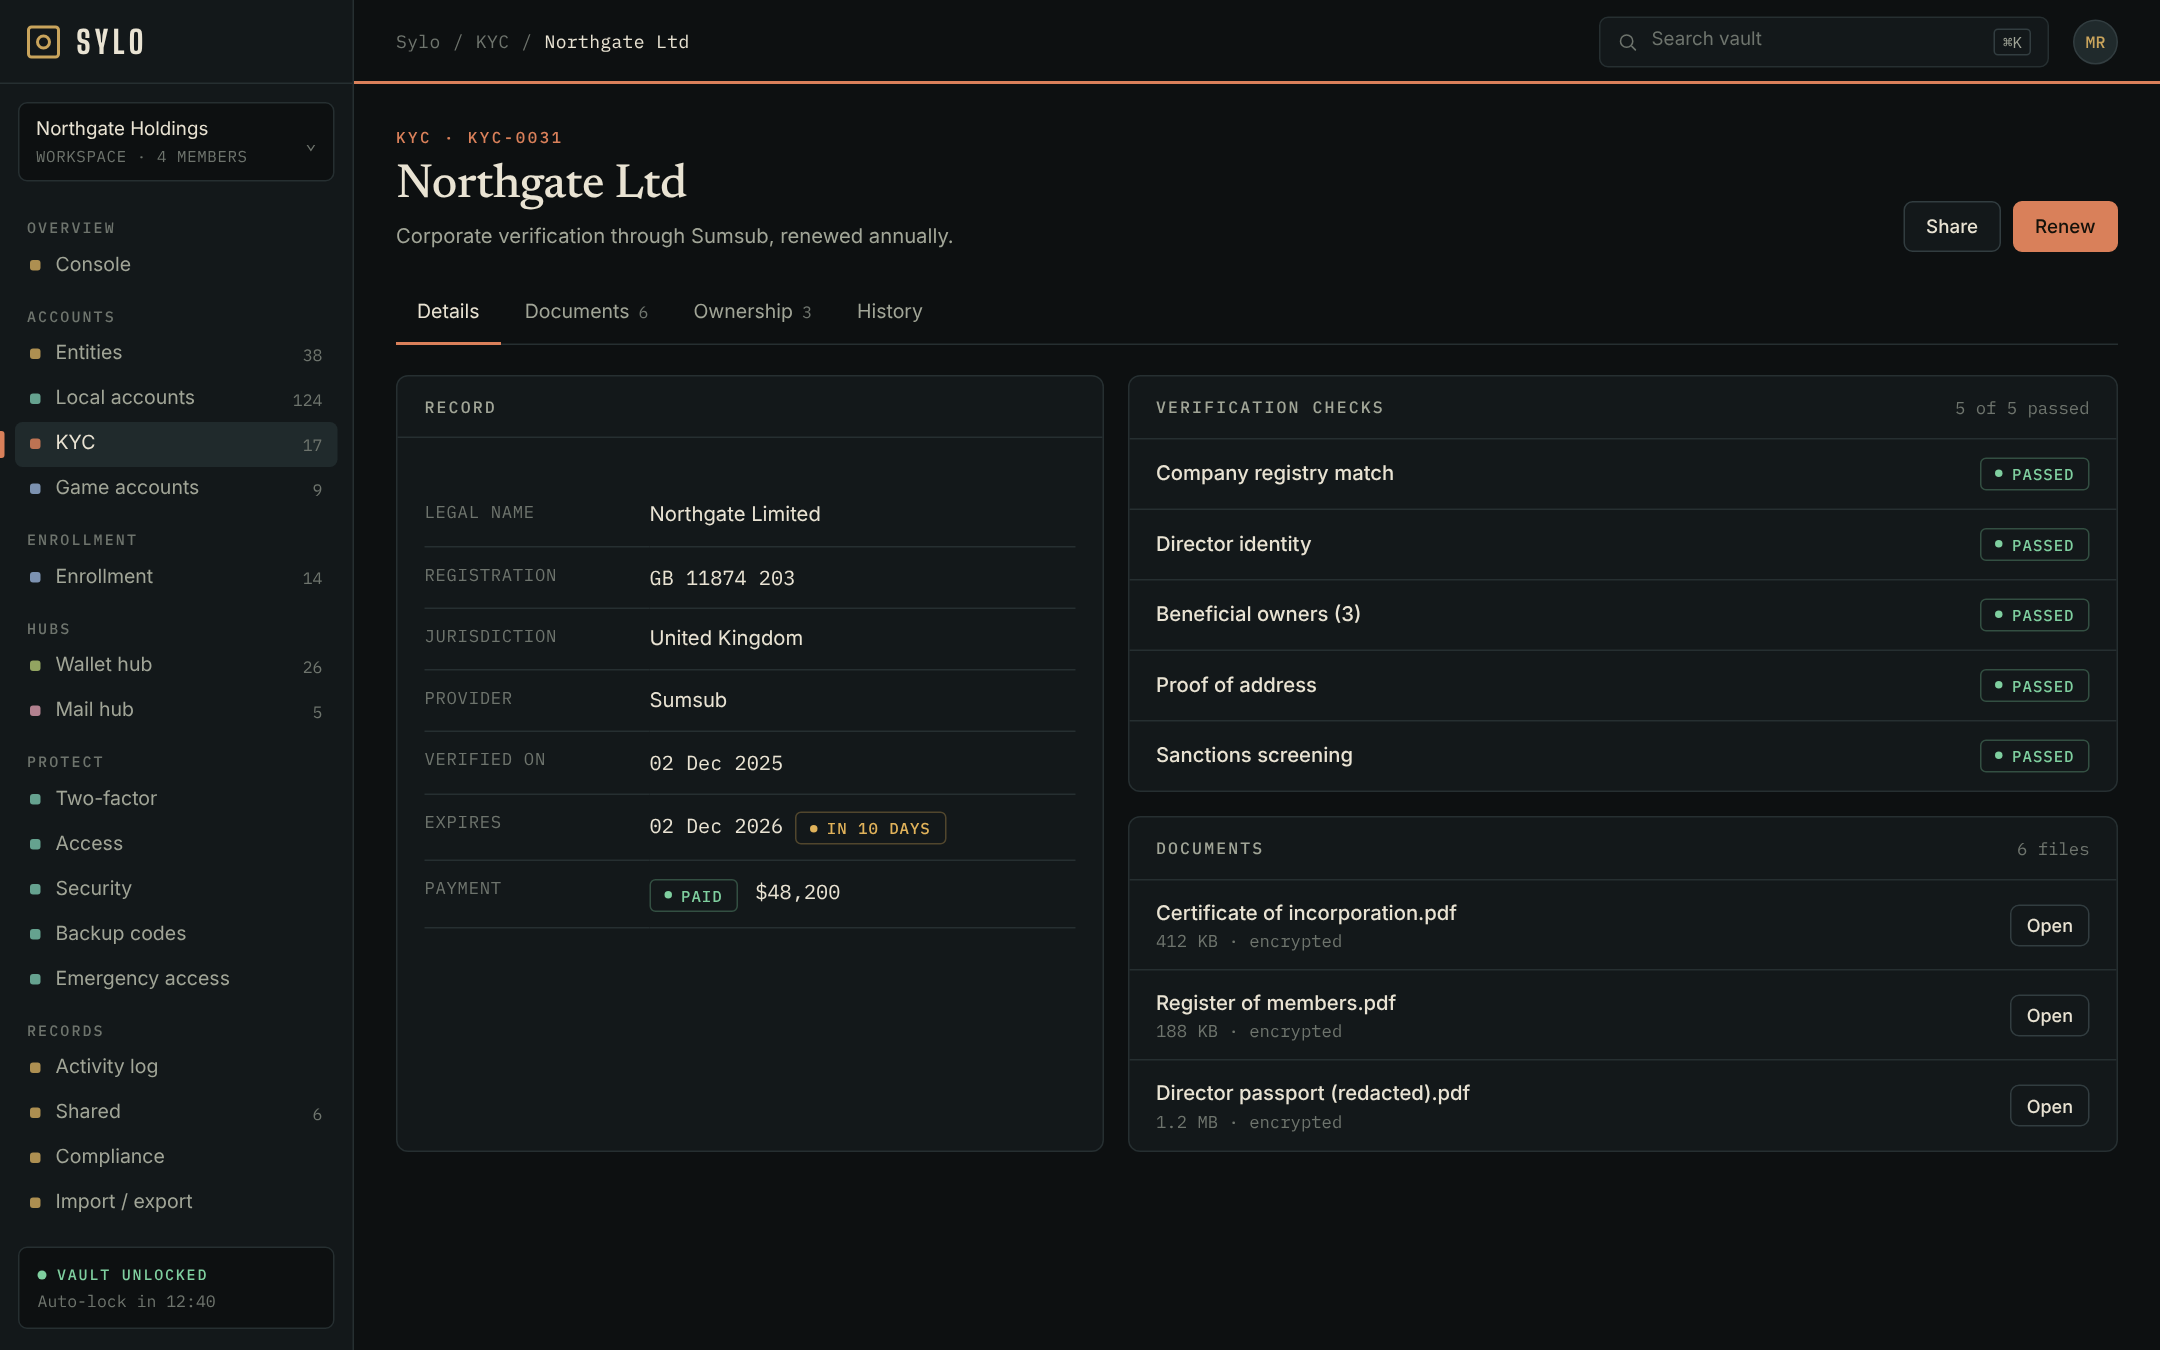 SYLO
Sylo / KYC / Northgate Ltd
Search vault
⌘K
MR
Northgate Holdings
WORKSPACE · 4 MEMBERS
OVERVIEW
Console
ACCOUNTS
Entities 38
Local accounts 124
KYC 17
Game accounts 9
ENROLLMENT
Enrollment 14
HUBS
Wallet hub 26
Mail hub 5
PROTECT
Two-factor
Access
Security
Backup codes
Emergency access
RECORDS
Activity log
Shared 6
Compliance
Import / export
VAULT UNLOCKED
Auto-lock in 12:40
KYC · KYC-0031
Northgate Ltd
Corporate verification through Sumsub, renewed annually.
Share
Renew
Details
Documents 6
Ownership 3
History
RECORD
LEGAL NAME Northgate Limited
REGISTRATION GB 11874 203
JURISDICTION United Kingdom
PROVIDER Sumsub
VERIFIED ON 02 Dec 2025
EXPIRES 02 Dec 2026 IN 10 DAYS
PAYMENT PAID $48,200
VERIFICATION CHECKS 5 of 5 passed
Company registry match PASSED
Director identity PASSED
Beneficial owners (3) PASSED
Proof of address PASSED
Sanctions screening PASSED
DOCUMENTS 6 files
Certificate of incorporation.pdf
412 KB · encrypted
Open
Register of members.pdf
188 KB · encrypted
Open
Director passport (redacted).pdf
1.2 MB · encrypted
Open